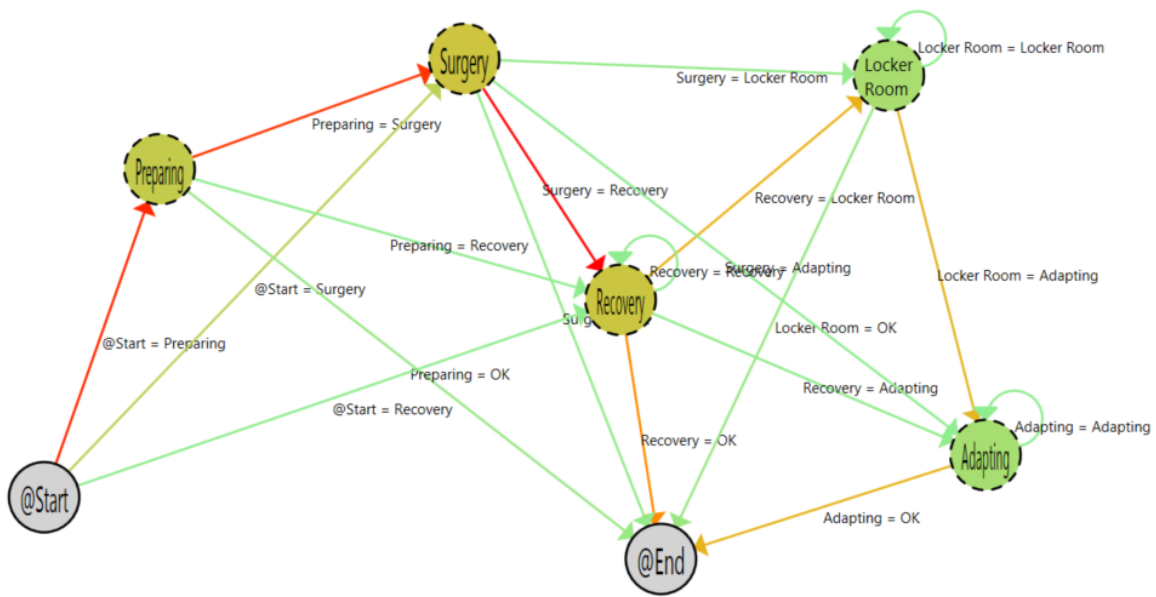 Surgery
Locker
Room
Locker Room = Locker Room
Surgery = Locker Room
Preparing = Surgery
Preparing
Surgery = Recovery
Recovery = Locker Room
Preparing = Recovery
Recovery = Recovery
Surgery = Adapting
Locker Room = Adapting
@Start = Surgery
Recovery
Surg
Locker Room = OK
@Start = Preparing
Preparing = OK
Recovery = Adapting
@Start = Recovery
Adapting = Adapting
Recovery = OK
Adapting
@Start
Adapting = OK
@End